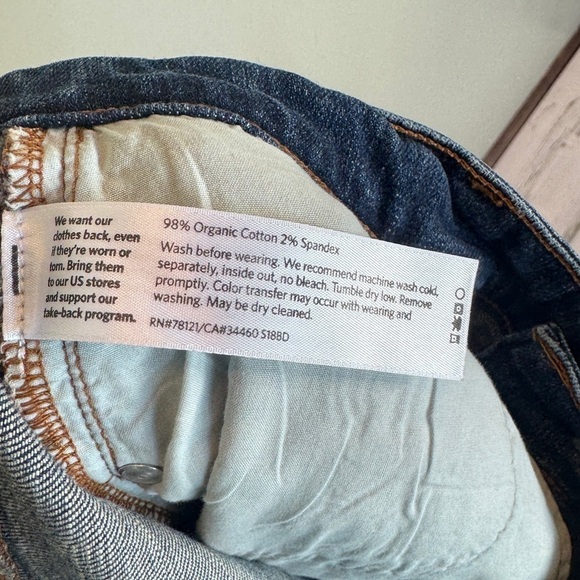 We want our
clothes back, even
if they're worn or
torn. Bring them
to our US stores
and support our
take-back program.
98% Organic Cotton 2% Spandex
Wash before wearing. We recommend machine wash cold,
separately, inside out, no bleach. Tumble dry low. Remove
promptly. Color transfer may occur with wearing and
washing. May be dry cleaned.
RN#78121/CA#34460 S18BD